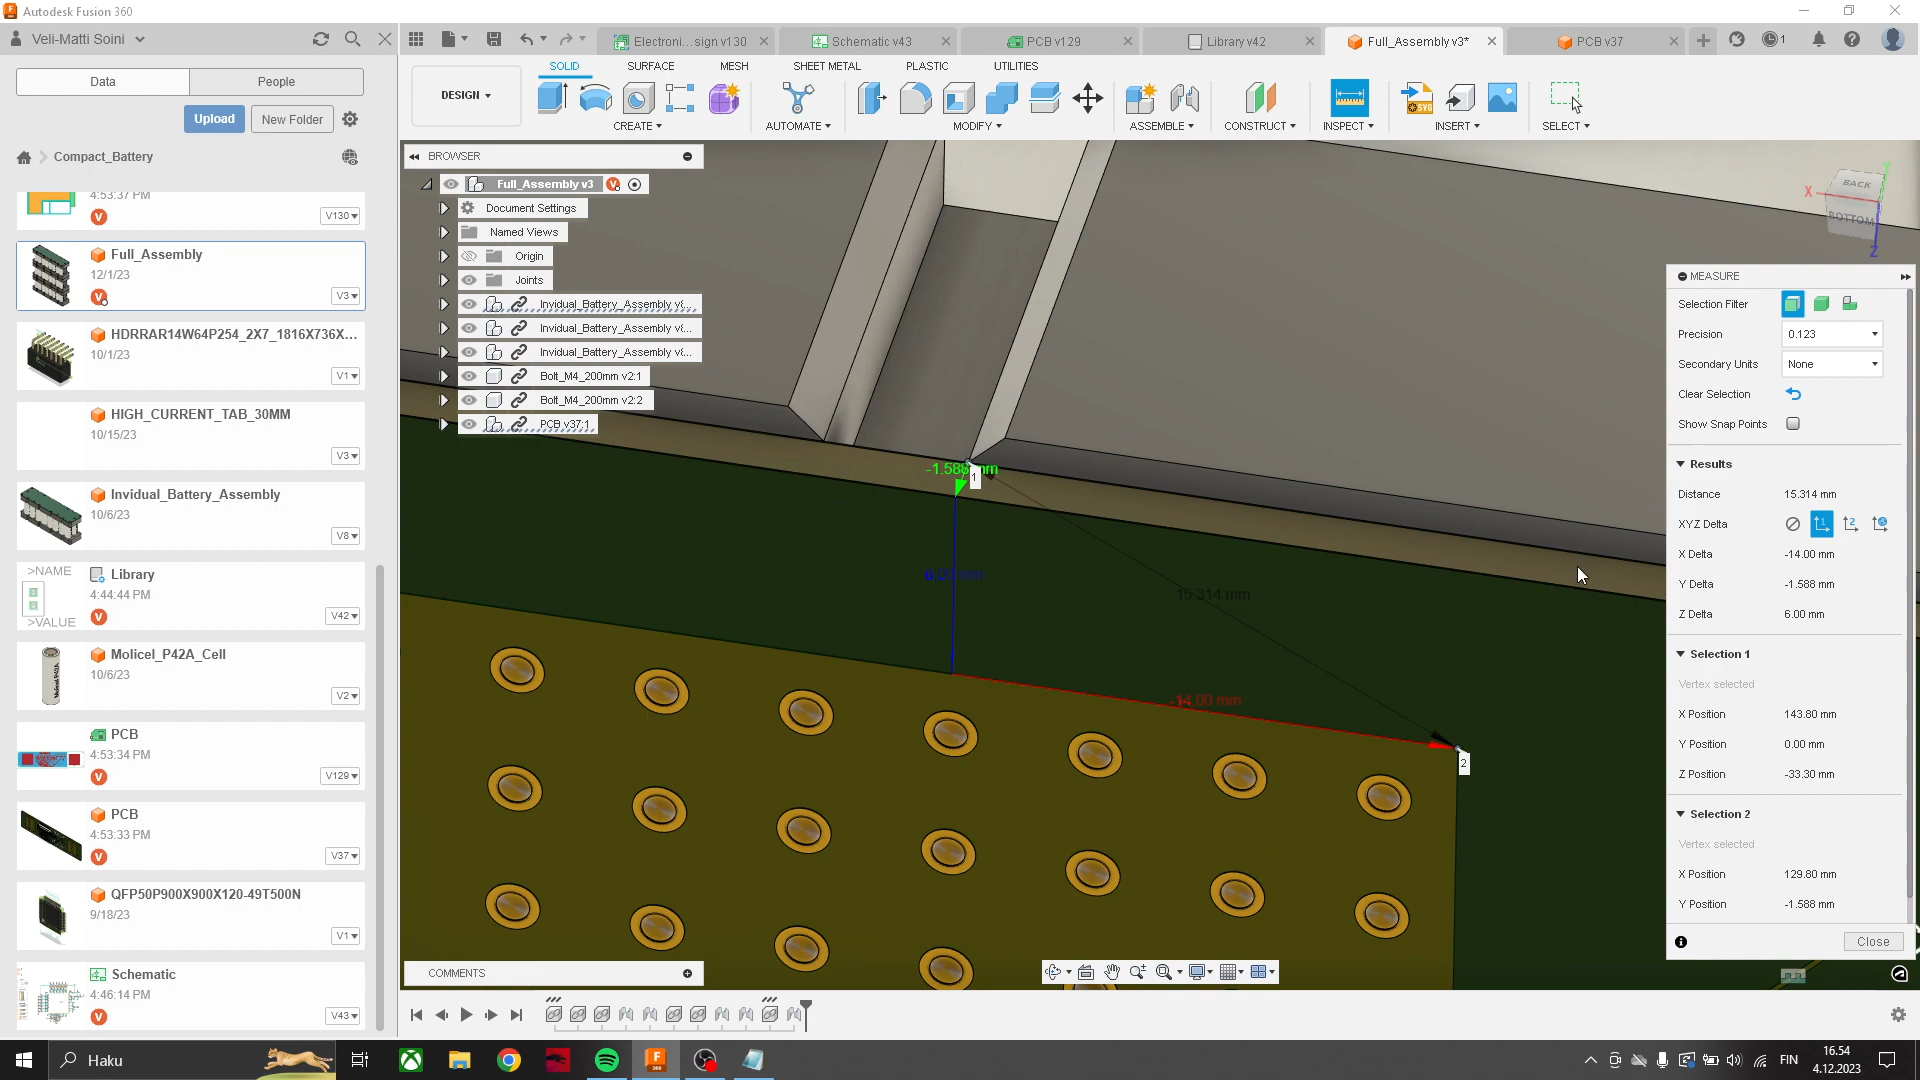 Autodesk Fusion 360
Veli-Matti Soini
Data
People
Upload
New Folder
Compact_Battery
4:53:37 PM
V130
Full_Assembly
12/1/23
V3
HDRRAR14W64P254_2X7_1816X736X...
10/1/23
V1
HIGH_CURRENT_TAB_30MM
10/15/23
V3
Invidual_Battery_Assembly
10/6/23
V8
>NAME
>VALUE
Library
4:44:44 PM
V42
Molicel_P42A_Cell
10/6/23
V2
PCB
4:53:34 PM
V129
PCB
4:53:33 PM
V37
QFP50P900X900X120-49T500N
9/18/23
V1
Schematic
4:46:14 PM
V43
Electroni...sign v130
Schematic v43
PCB v129
Library v42
Full_Assembly v3*
PCB v37
1
SOLID
SURFACE
MESH
SHEET METAL
PLASTIC
UTILITIES
DESIGN
CREATE
AUTOMATE
MODIFY
ASSEMBLE
CONSTRUCT
INSPECT
INSERT
SELECT
BROWSER
Full_Assembly v3
Document Settings
Named Views
Origin
Joints
Bolt_M4_200mm v2:1
Bolt_M4_200mm v2:2
PCB v37:1
BACK
BOTTOM
X
Y
Z
1
15.314 mm
-14.00 mm
2
MEASURE
Selection Filter
Precision
0.123
Secondary Units
None
Clear Selection
Show Snap Points
Results
Distance
15.314 mm
XYZ Delta
X Delta
-14.00 mm
Y Delta
-1.588 mm
Z Delta
6.00 mm
Selection 1
Vertex selected
X Position
143.80 mm
Y Position
0.00 mm
Z Position
-33.30 mm
Selection 2
Vertex selected
X Position
129.80 mm
Y Position
-1.588 mm
Close
COMMENTS
Haku
FIN
16.54
4.12.2023